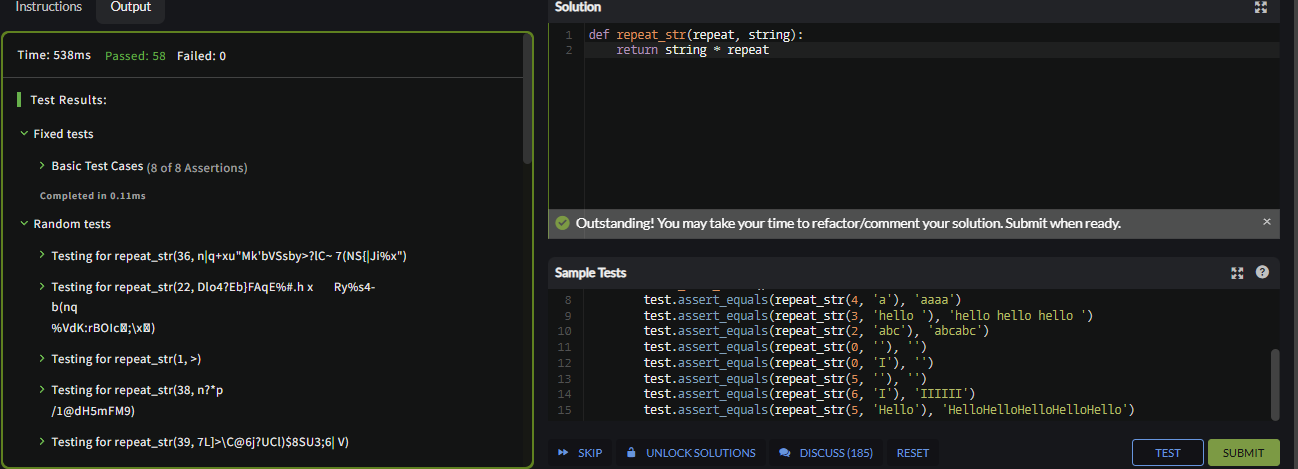 Instructions
Output
Time: 538ms Passed: 58 Failed: 0
Test Results:
Fixed tests
Basic Test Cases (8 of 8 Assertions)
Completed in 0.11ms
Random tests
Testing for repeat_str(36, n|q+xu"Mk'bVSsby>?lC~ 7(NS{|Ji%x")
Testing for repeat_str(22, Dlo4?Eb}FAqE%#.h x Ry%s4-
b(nq
%VdK:rBOIc�;\x�)
Testing for repeat_str(1, >)
Testing for repeat_str(38, n?*p
/1@dH5mFM9)
Testing for repeat_str(39, 7L]>\C@6j?UCl)$8SU3;6| V)
Solution
1 def repeat_str(repeat, string):
2 return string * repeat
Outstanding! You may take your time to refactor/comment your solution. Submit when ready.
Sample Tests
8 test.assert_equals(repeat_str(4, 'a'), 'aaaa')
9 test.assert_equals(repeat_str(3, 'hello '), 'hello hello hello ')
10 test.assert_equals(repeat_str(2, 'abc'), 'abcabc')
11 test.assert_equals(repeat_str(0, ''), '')
12 test.assert_equals(repeat_str(0, 'I'), '')
13 test.assert_equals(repeat_str(5, ''), '')
14 test.assert_equals(repeat_str(6, 'I'), 'IIIIII')
15 test.assert_equals(repeat_str(5, 'Hello'), 'HelloHelloHelloHelloHello')
SKIP
UNLOCK SOLUTIONS
DISCUSS (185)
RESET
TEST
SUBMIT